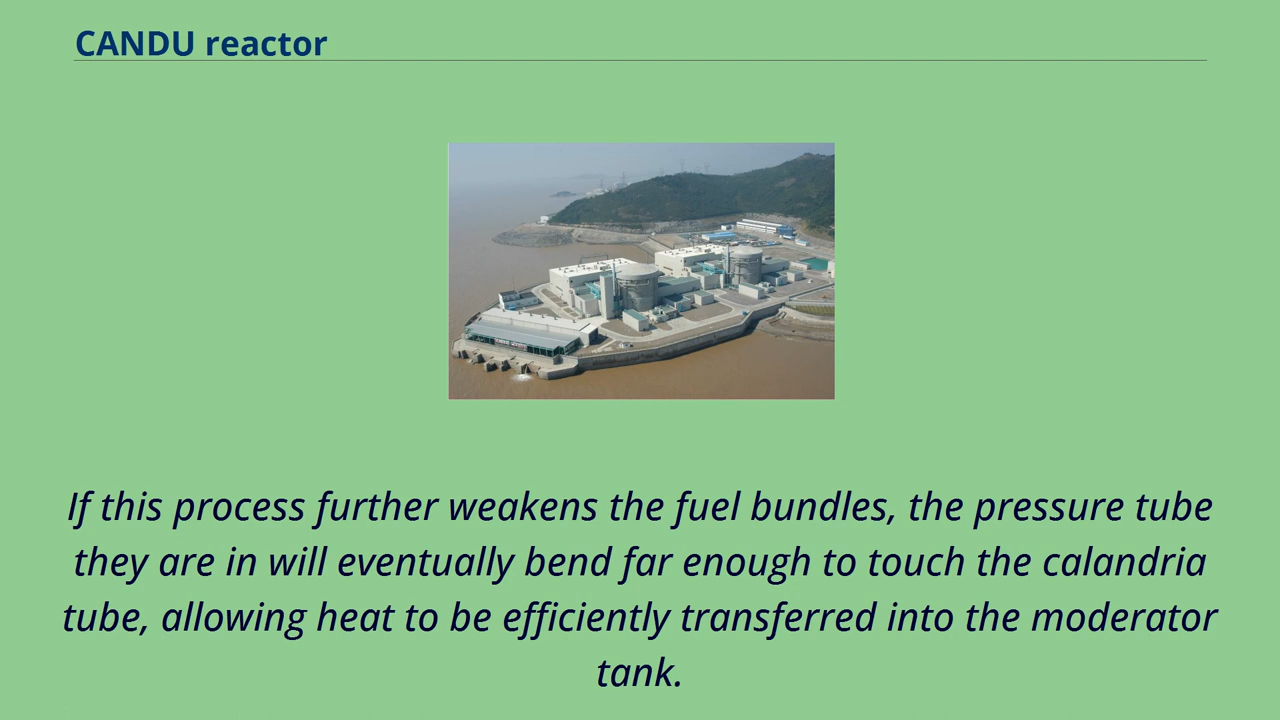 CANDU reactor
If this process further weakens the fuel bundles, the pressure tube
they are in will eventually bend far enough to touch the calandria
tube, allowing heat to be efficiently transferred into the moderator
tank.